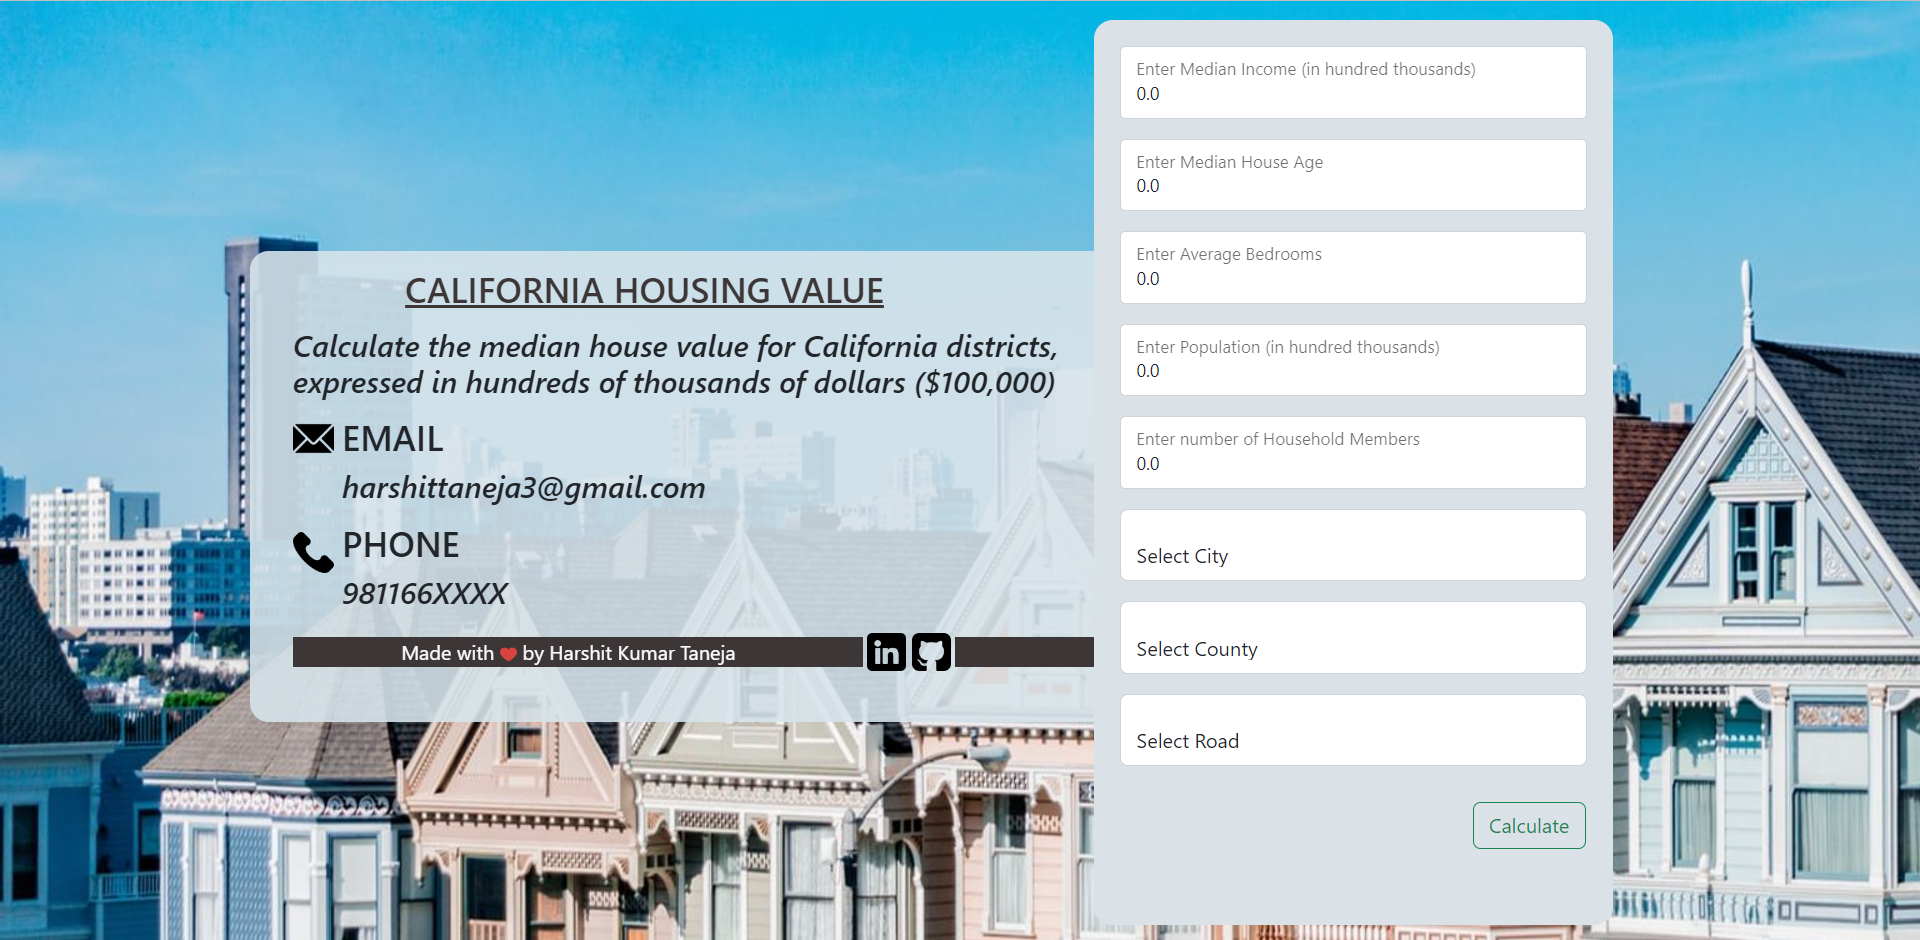 CALIFORNIA HOUSING VALUE
Calculate the median house value for California districts,
expressed in hundreds of thousands of dollars ($100,000)
EMAIL
harshittaneja3@gmail.com
PHONE
981166XXXX
Made with ❤ by Harshit Kumar Taneja
in
Enter Median Income (in hundred thousands)
0.0
Enter Median House Age
0.0
Enter Average Bedrooms
0.0
Enter Population (in hundred thousands)
0.0
Enter number of Household Members
0.0
Select City
Select County
Select Road
Calculate